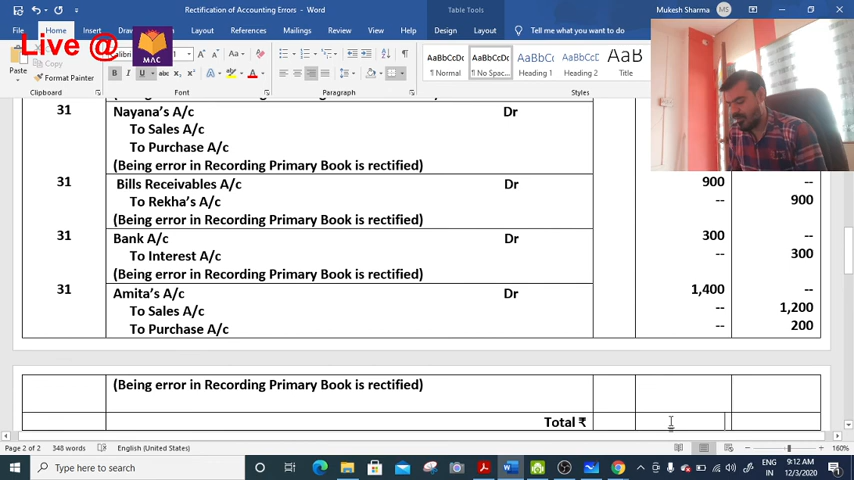 Rectification of Accounting Errors - Word
Table Tools
Mukesh Sharma MS
File Home Insert Draw References Mailings Review View Help Design Layout Tell me what you want to do
Live @ MAC
Paste
Copy
Format Painter
Clipboard Font Paragraph Styles
AaBbCcDc AaBbCcDc AaBbC AaBbCcC AaB
¶ Normal ¶ No Spac... Heading 1 Heading 2 Title
31 Nayana's A/c Dr
To Sales A/c
To Purchase A/c
(Being error in Recording Primary Book is rectified)
31 Bills Receivables A/c Dr 900 --
To Rekha's A/c -- 900
(Being error in Recording Primary Book is rectified)
31 Bank A/c Dr 300 --
To Interest A/c -- 300
(Being error in Recording Primary Book is rectified)
31 Amita's A/c Dr 1,400 --
To Sales A/c -- 1,200
To Purchase A/c -- 200
(Being error in Recording Primary Book is rectified)
Total ₹
Page 2 of 2 348 words English (United States) 160%
Type here to search
ENG 9:12 AM
IN 12/3/2020